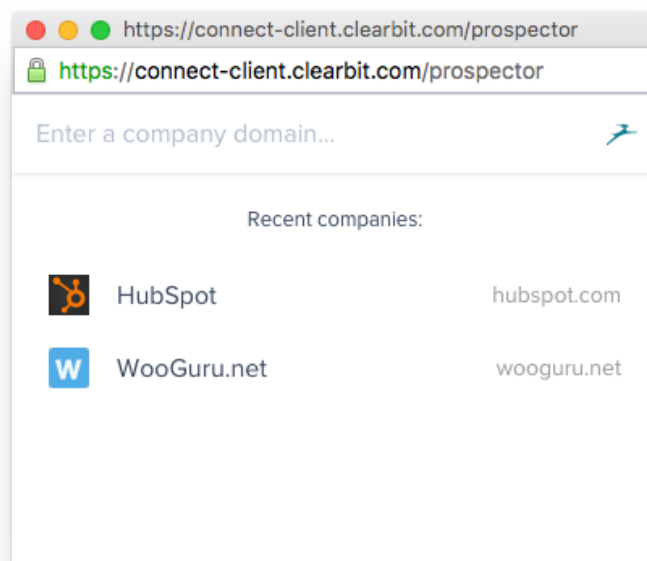 https://connect-client.clearbit.com/prospector
https://connect-client.clearbit.com/prospector
Enter a company domain...
Recent companies:
HubSpot hubspot.com
W WooGuru.net wooguru.net